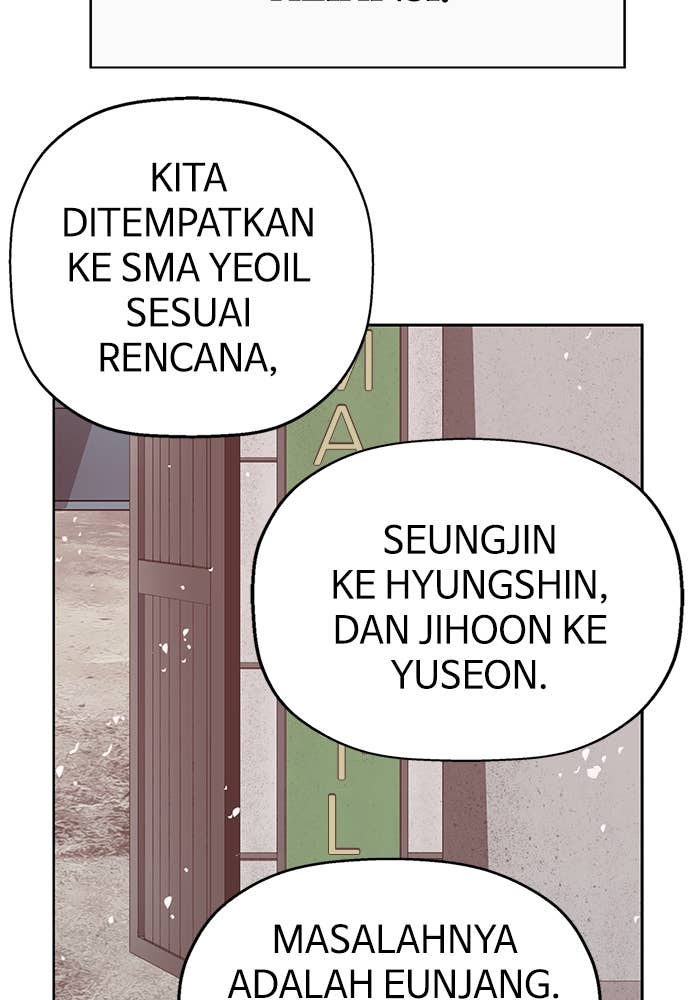 KITA
DITEMPATKAN
KE SMA YEOIL
SESUAI
RENCANA,
M
A
SEUNGJIN
KE HYUNGSHIN,
DAN JIHOON KE
YUSEON.
I
L
MASALAHNYA
ADALAH EUNJANG.